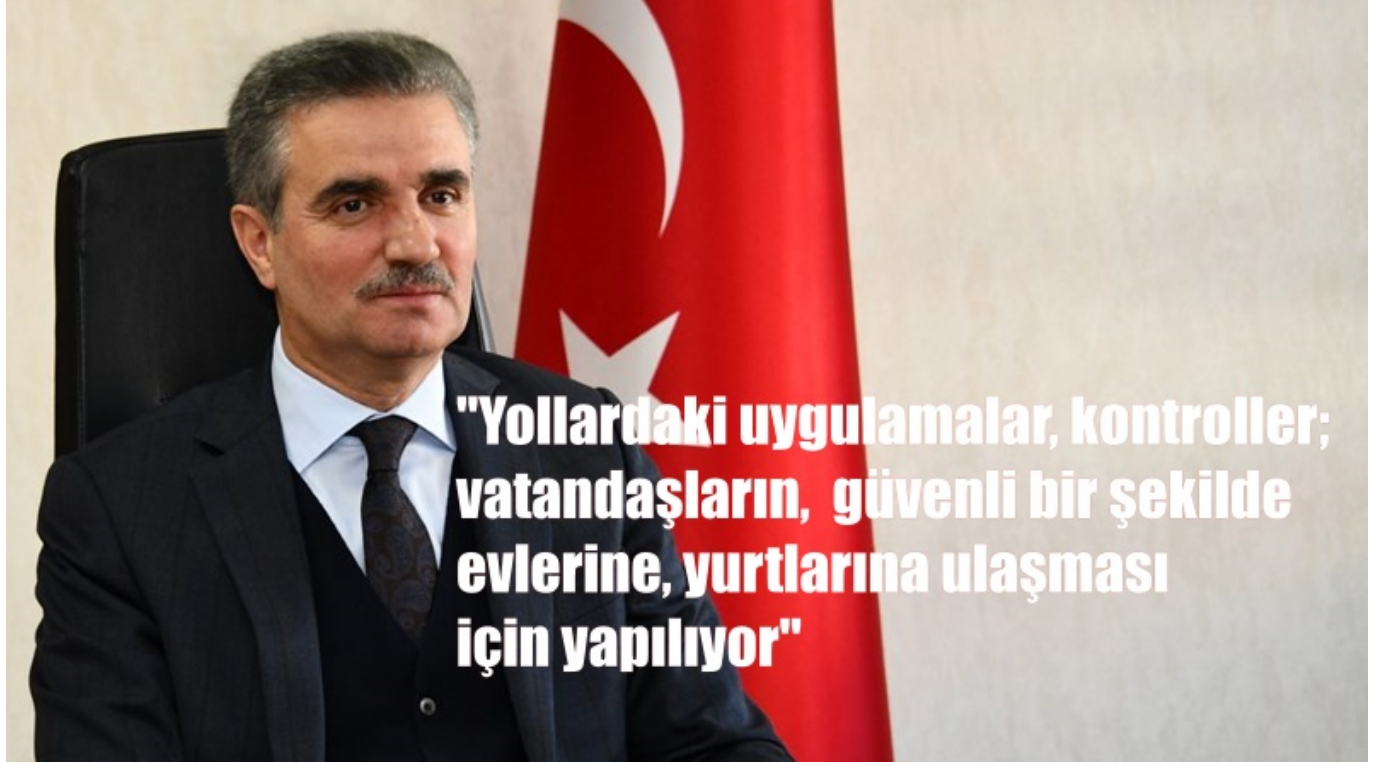 "Yollardaki uygulamalar, kontroller;
vatandaşların, güvenli bir şekilde
evlerine, yurtlarına ulaşması
için yapılıyor"